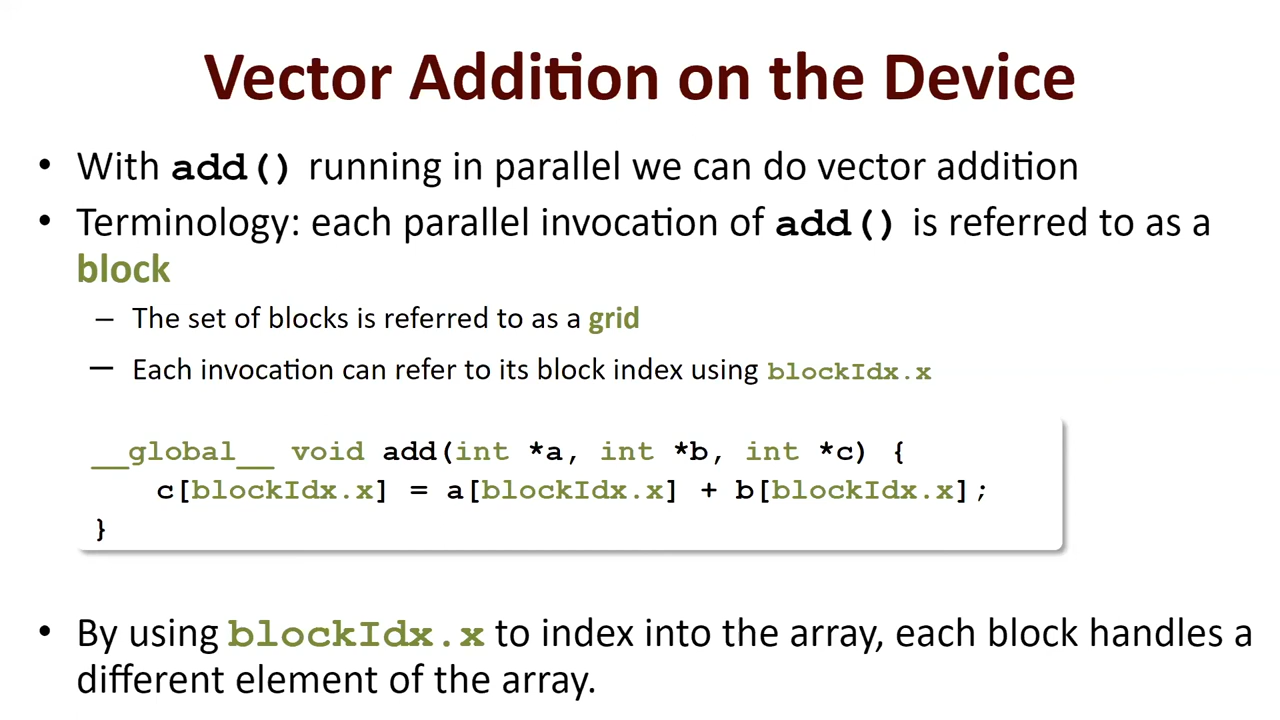 Vector Addition on the Device
• With add() running in parallel we can do vector addition
• Terminology: each parallel invocation of add() is referred to as a
block
– The set of blocks is referred to as a grid
– Each invocation can refer to its block index using blockIdx.x
__global__ void add(int *a, int *b, int *c) {
c[blockIdx.x] = a[blockIdx.x] + b[blockIdx.x];
}
• By using blockIdx.x to index into the array, each block handles a
different element of the array.